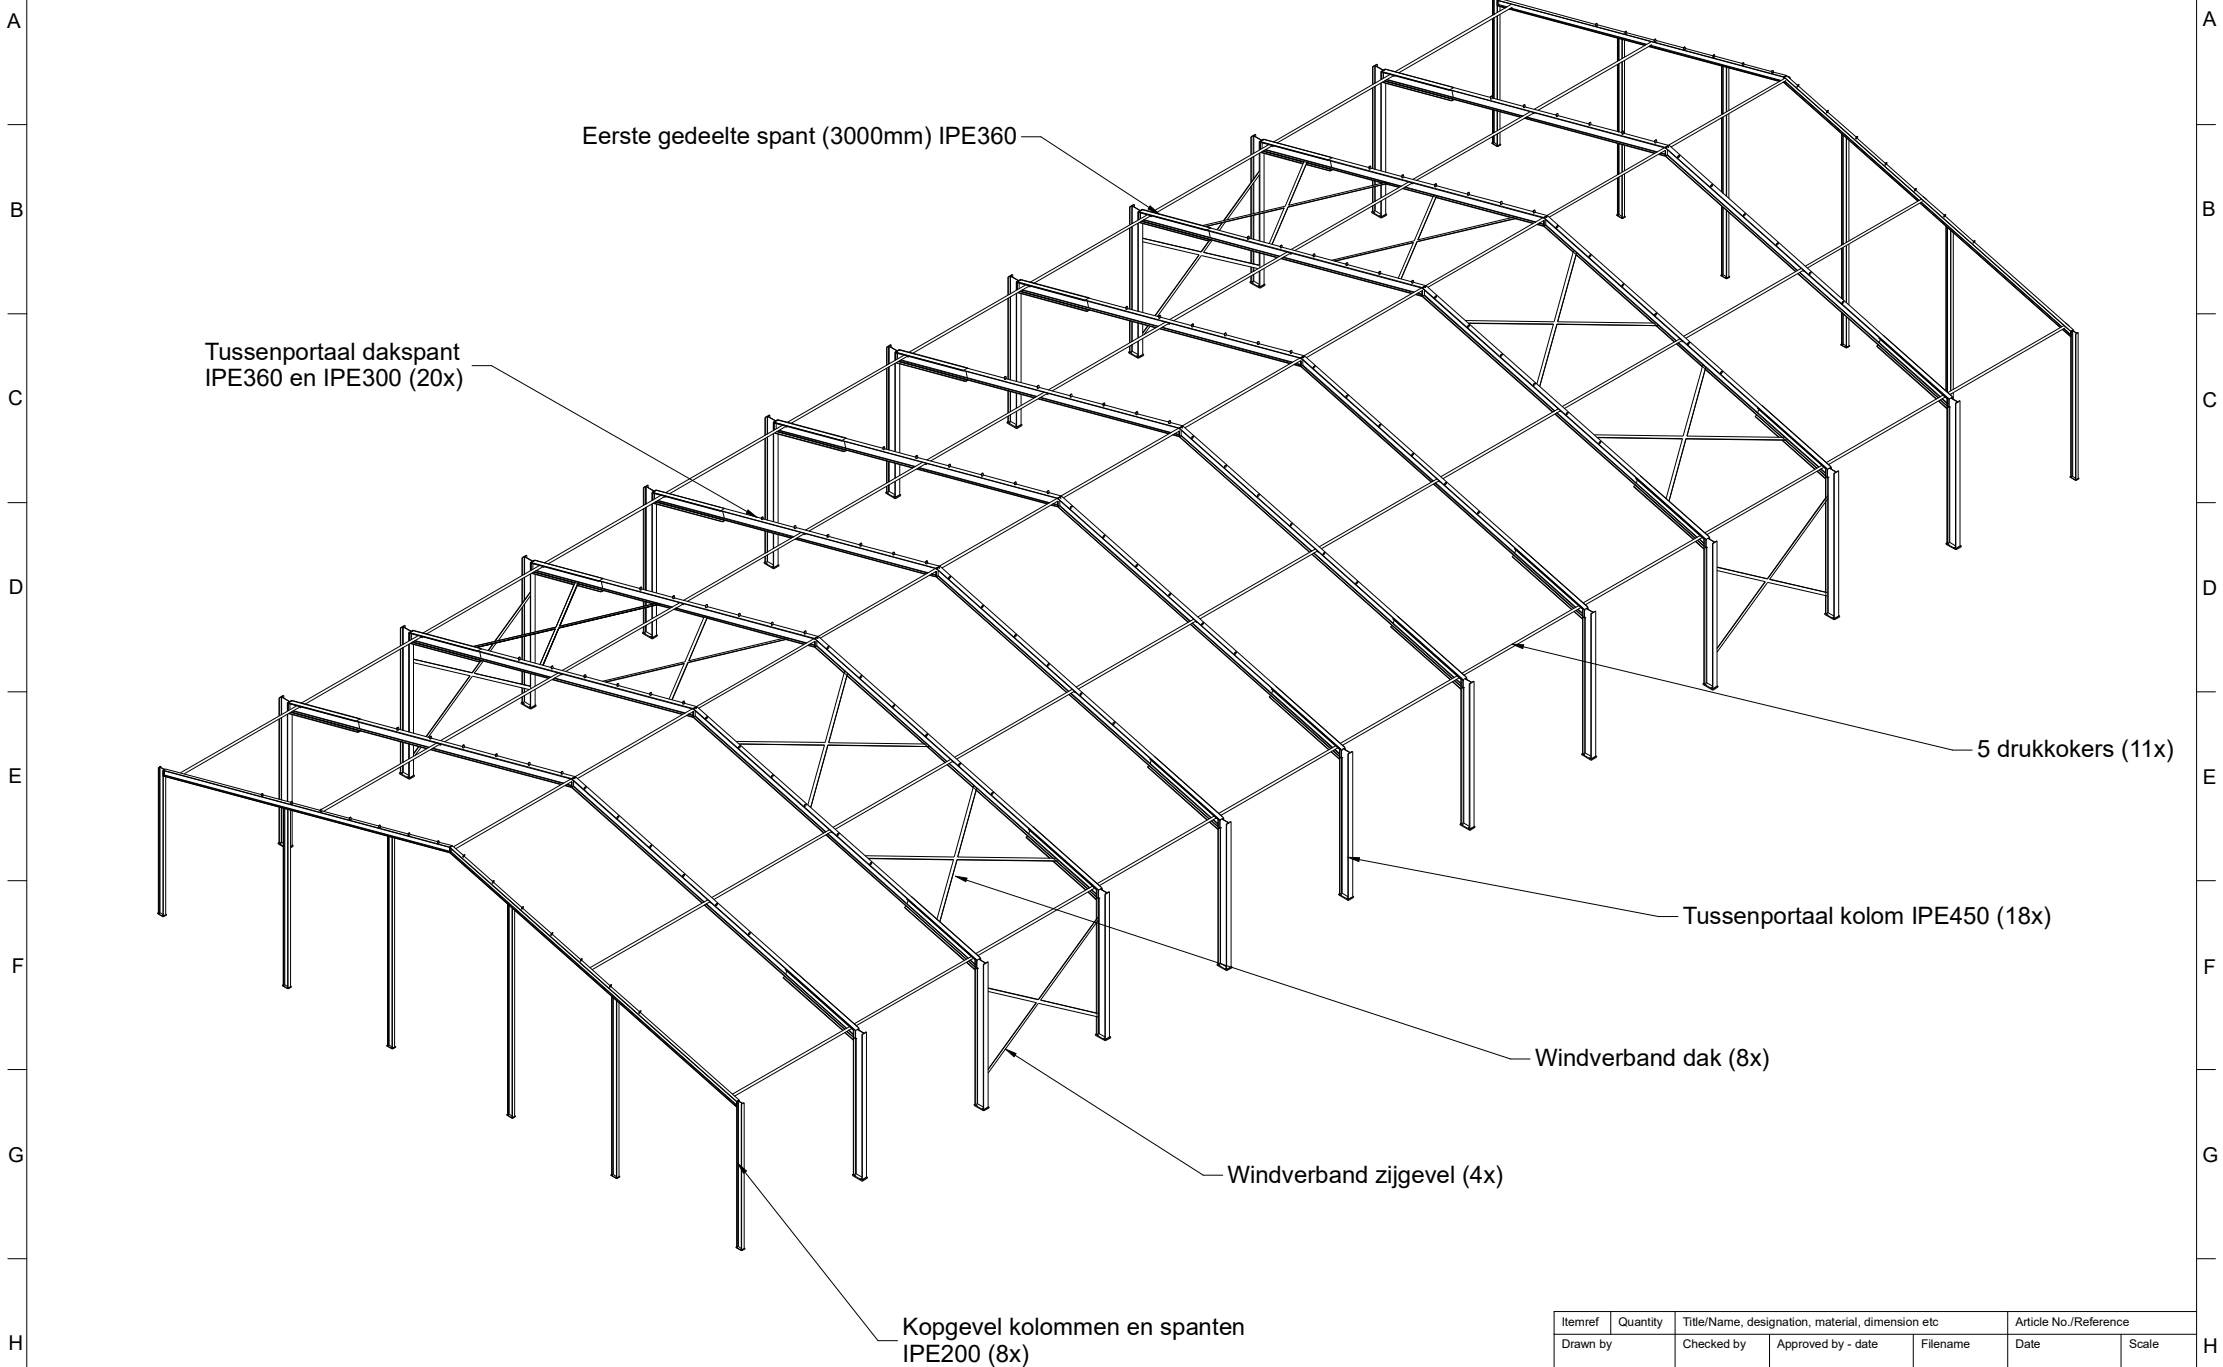 A
A
Eerste gedeelte spant (3000mm) IPE360
B
B
Tussenportaal dakspant
IPE360 en IPE300 (20x)
C
C
D
D
5 drukkokers (11x)
E
E
Tussenportaal kolom IPE450 (18x)
F
F
Windverband dak (8x)
G
G
Windverband zijgevel (4x)
Kopgevel kolommen en spanten
IPE200 (8x)
H
H
Itemref Quantity Title/Name, designation, material, dimension etc Article No./Reference
Drawn by Checked by Approved by - date Filename Date Scale